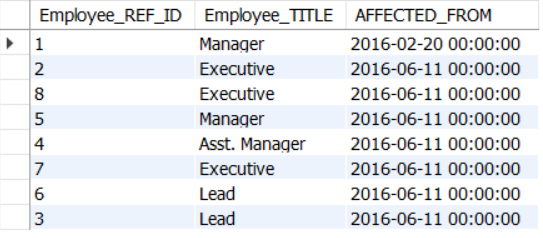 Employee_REF_ID Employee_TITLE AFFECTED_FROM
1 Manager 2016-02-20 00:00:00
2 Executive 2016-06-11 00:00:00
8 Executive 2016-06-11 00:00:00
5 Manager 2016-06-11 00:00:00
4 Asst. Manager 2016-06-11 00:00:00
7 Executive 2016-06-11 00:00:00
6 Lead 2016-06-11 00:00:00
3 Lead 2016-06-11 00:00:00